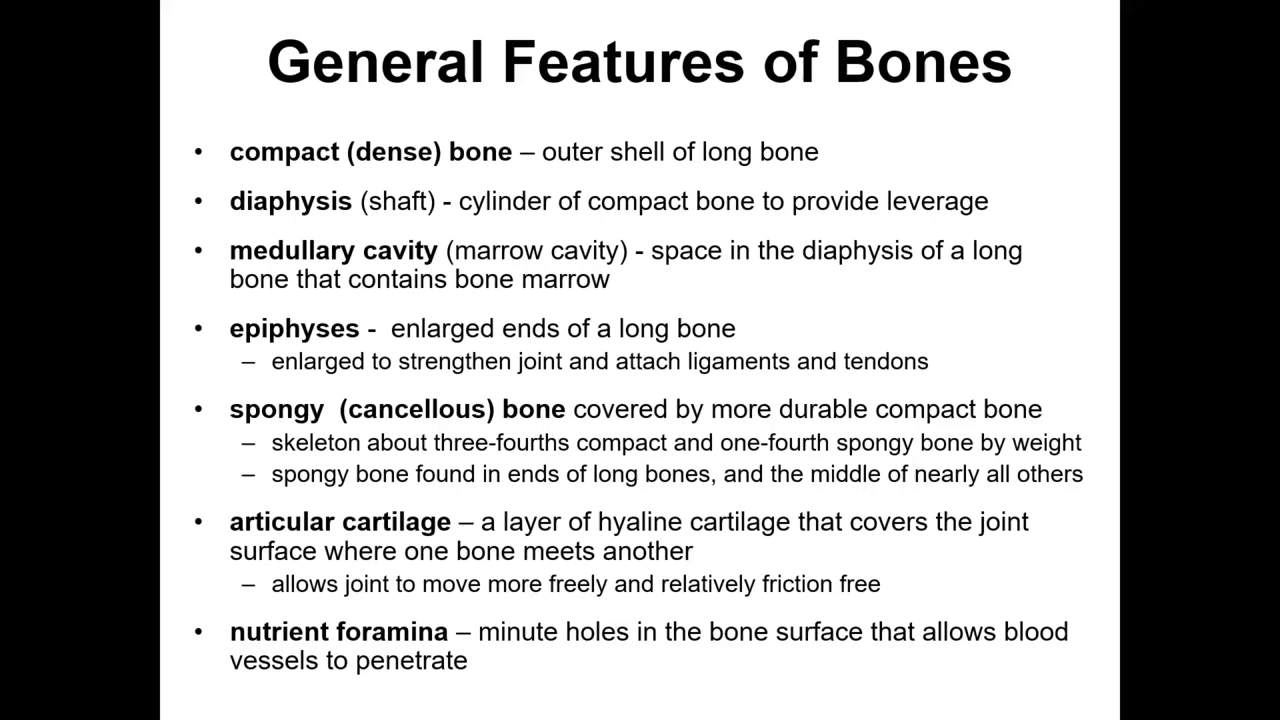 General Features of Bones
• compact (dense) bone – outer shell of long bone
• diaphysis (shaft) - cylinder of compact bone to provide leverage
• medullary cavity (marrow cavity) - space in the diaphysis of a long
bone that contains bone marrow
• epiphyses - enlarged ends of a long bone
– enlarged to strengthen joint and attach ligaments and tendons
• spongy (cancellous) bone covered by more durable compact bone
– skeleton about three-fourths compact and one-fourth spongy bone by weight
– spongy bone found in ends of long bones, and the middle of nearly all others
• articular cartilage – a layer of hyaline cartilage that covers the joint
surface where one bone meets another
– allows joint to move more freely and relatively friction free
• nutrient foramina – minute holes in the bone surface that allows blood
vessels to penetrate